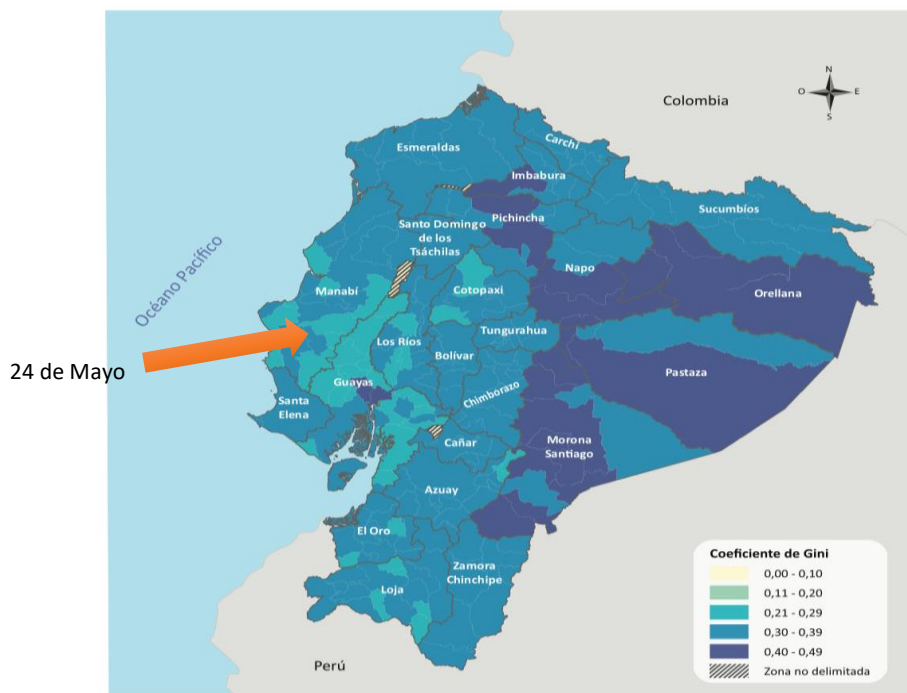 Colombia
N
O
E
S
Esmeraldas
Carchi
Imbabura
Sucumbíos
Pichincha
Santo Domingo
de los
Tsáchilas
Napo
Océano Pacífico
Manabí
Cotopaxi
Orellana
Los Ríos
Tungurahua
24 de Mayo
Bolívar
Pastaza
Guayas
Chimborazo
Santa
Elena
Cañar
Morona
Santiago
Azuay
El Oro
Zamora
Chinchipe
Loja
Perú
Coeficiente de Gini
0,00 - 0,10
0,11 - 0,20
0,21 - 0,29
0,30 - 0,39
0,40 - 0,49
Zona no delimitada